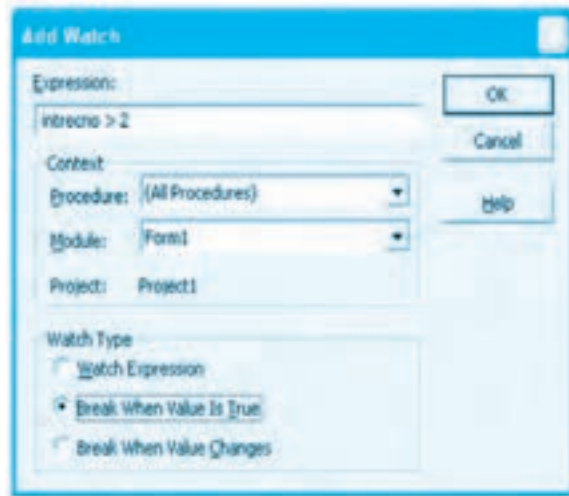 Add Watch
Expression:
intrecno > 2
OK
Cancel
Help
Context
Procedure: (All Procedures)
Module: Form1
Project: Project1
Watch Type
Watch Expression
Break When Value Is True
Break When Value Changes